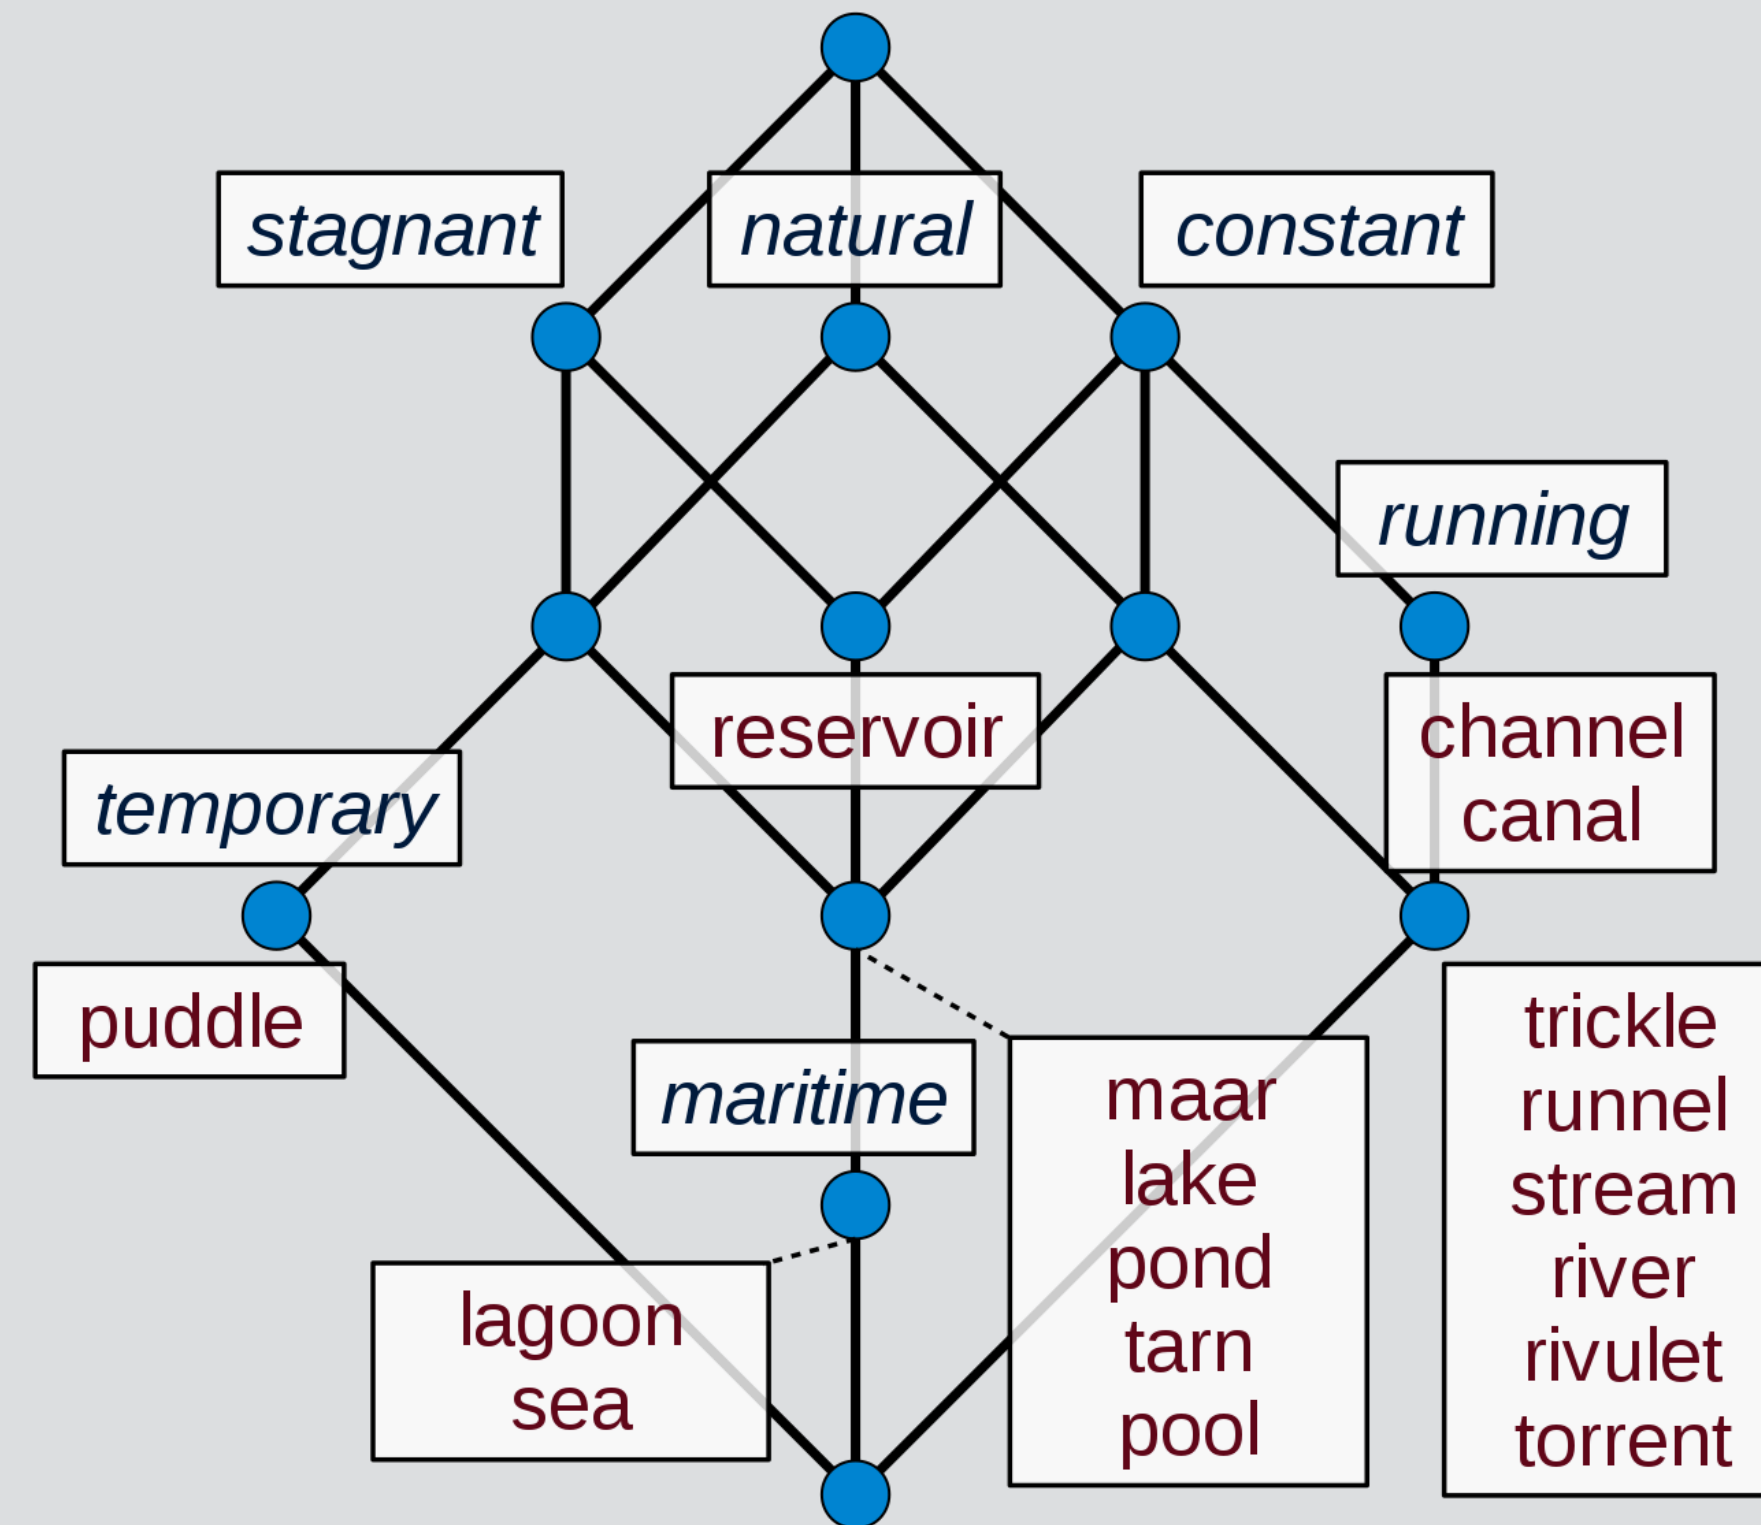 stagnant
natural
constant
running
reservoir
channel
canal
temporary
puddle
maritime
maar
lake
pond
tarn
pool
trickle
runnel
stream
river
rivulet
torrent
lagoon
sea